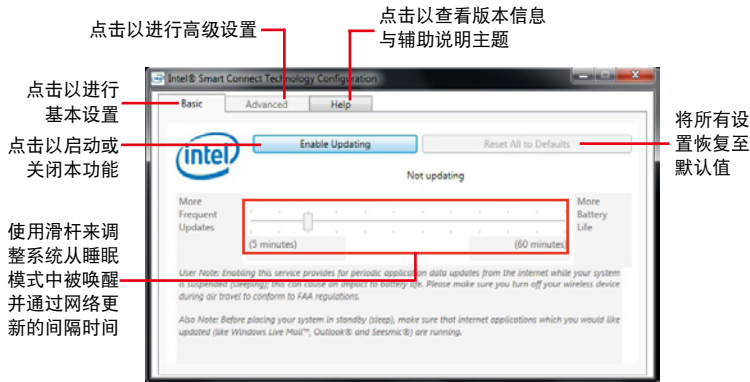 点击以进行高级设置
点击以查看版本信息
与辅助说明主题
点击以进行
基本设置
点击以启动或
关闭本功能
使用滑杆来调
整系统从睡眠
模式中被唤醒
并通过网络更
新的间隔时间
将所有设
置恢复至
默认值
Intel® Smart Connect Technology Configuration
Basic Advanced Help
intel
Enable Updating Reset All to Defaults
Not updating
More
Frequent
Updates
More
Battery
Life
(5 minutes) (60 minutes)
User Note: Enabling this service provides for periodic application data updates from the internet while your system
is suspended (sleeping); this can cause an impact to battery life. Please make sure you turn off your wireless device
during air travel to conform to FAA regulations.
Also Note: Before placing your system in standby (sleep), make sure that internet applications which you would like
updated (like Windows Live Mail™, Outlook® and Seesmic®) are running.